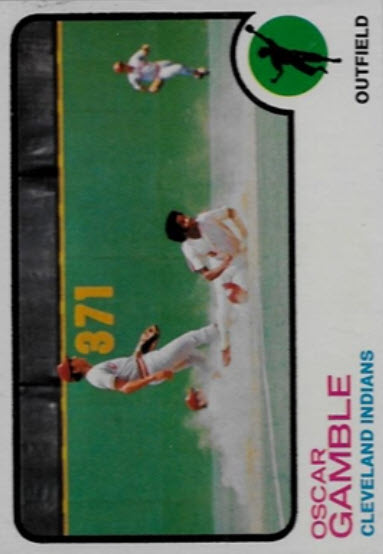 371
OUTFIELD
OSCAR
GAMBLE
CLEVELAND INDIANS